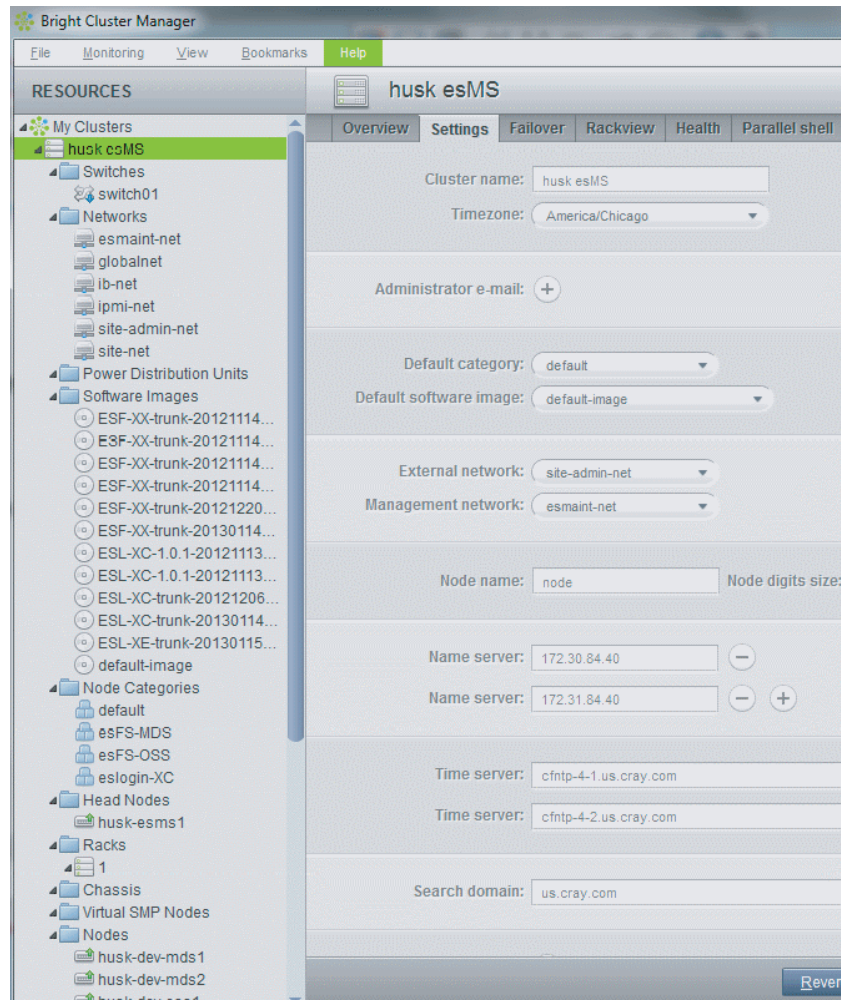 Bright Cluster Manager
File Monitoring View Bookmarks Help
RESOURCES
My Clusters
husk esMS
Switches
switch01
Networks
esmaint-net
globalnet
ib-net
ipmi-net
site-admin-net
site-net
Power Distribution Units
Software Images
ESF-XX-trunk-20121114...
ESF-XX-trunk-20121114...
ESF-XX-trunk-20121114...
ESF-XX-trunk-20121114...
ESF-XX-trunk-20121220...
ESF-XX-trunk-20130114...
ESL-XC-1.0.1-20121113...
ESL-XC-1.0.1-20121113...
ESL-XC-trunk-20121206...
ESL-XC-trunk-20130114...
ESL-XE-trunk-20130115...
default-image
Node Categories
default
esFS-MDS
esFS-OSS
eslogin-XC
Head Nodes
husk-esms1
Racks
1
Chassis
Virtual SMP Nodes
Nodes
husk-dev-mds1
husk-dev-mds2
husk esMS
Overview Settings Failover Rackview Health Parallel shell
Cluster name: husk esMS
Timezone: America/Chicago
Administrator e-mail:
Default category: default
Default software image: default-image
External network: site-admin-net
Management network: esmaint-net
Node name: node Node digits size:
Name server: 172.30.84.40
Name server: 172.31.84.40
Time server: cfntp-4-1.us.cray.com
Time server: cfntp-4-2.us.cray.com
Search domain: us.cray.com
Rever